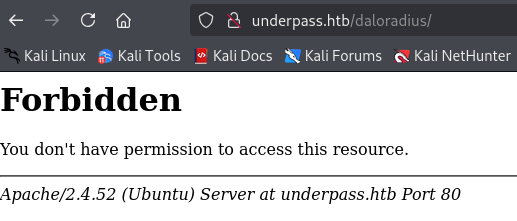 underpass.htb/daloradius/
Kali Linux Kali Tools Kali Docs Kali Forums Kali NetHunter
Forbidden
You don't have permission to access this resource.
Apache/2.4.52 (Ubuntu) Server at underpass.htb Port 80